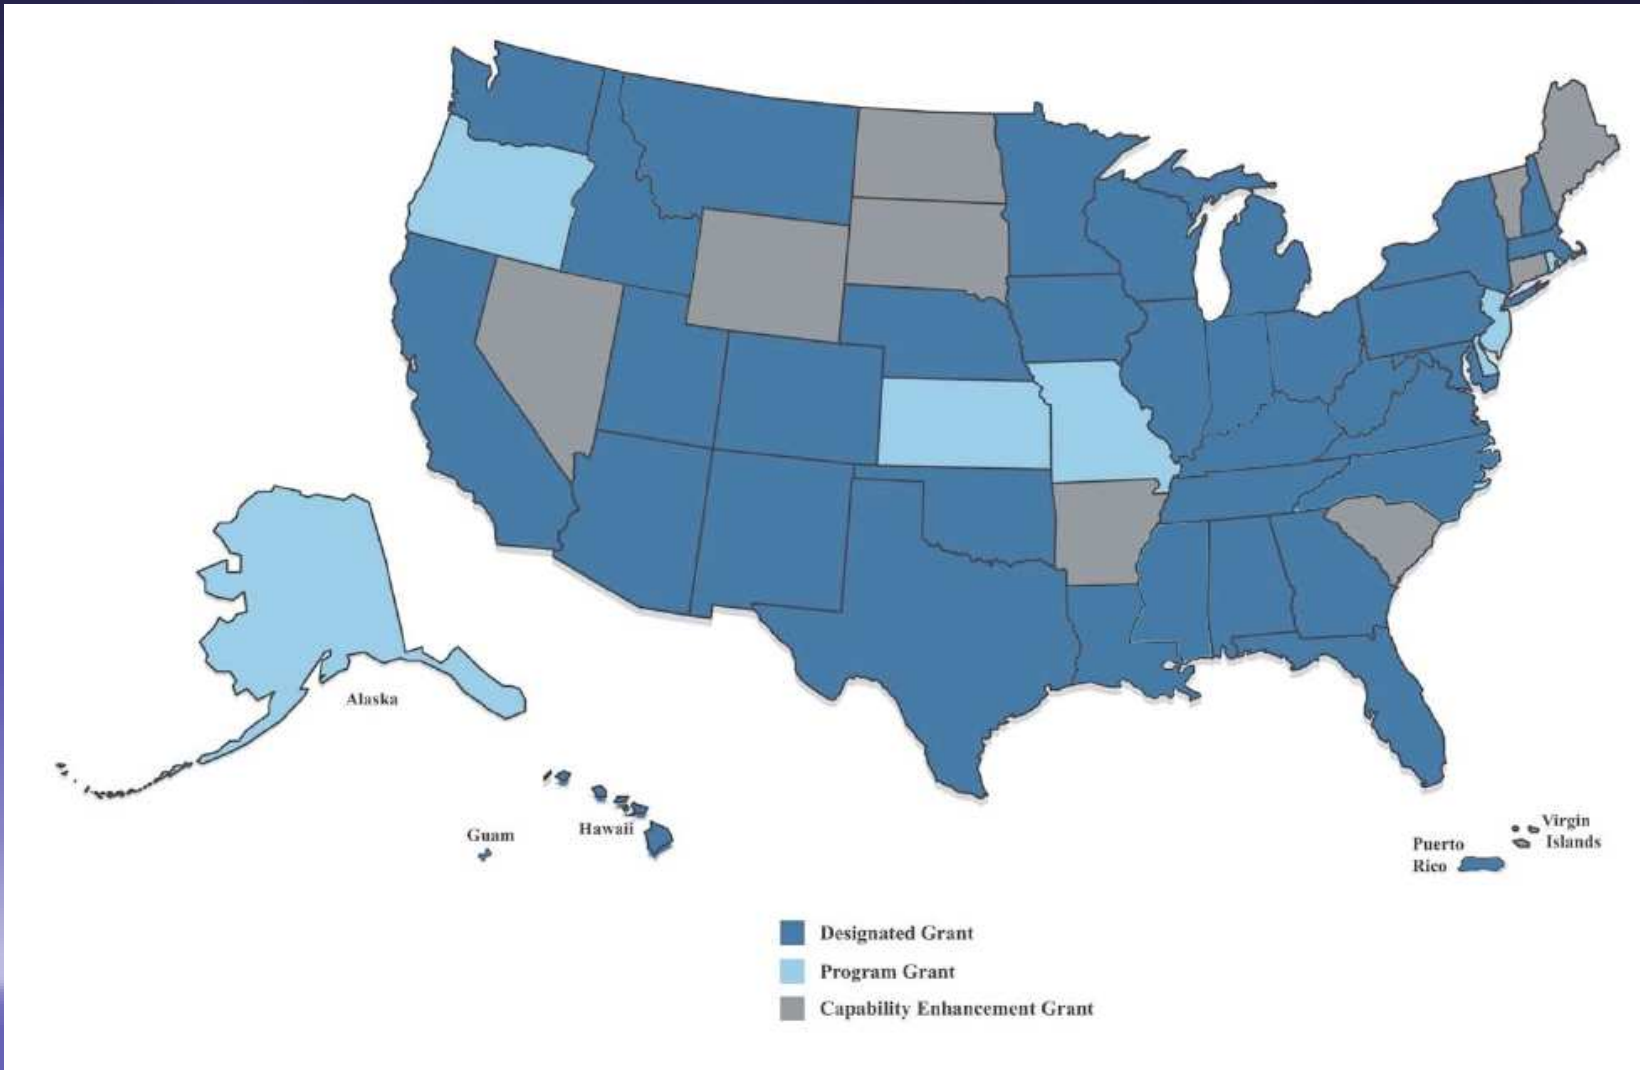 Alaska
Guam
Hawaii
Virgin
Islands
Puerto
Rico
Designated Grant
Program Grant
Capability Enhancement Grant